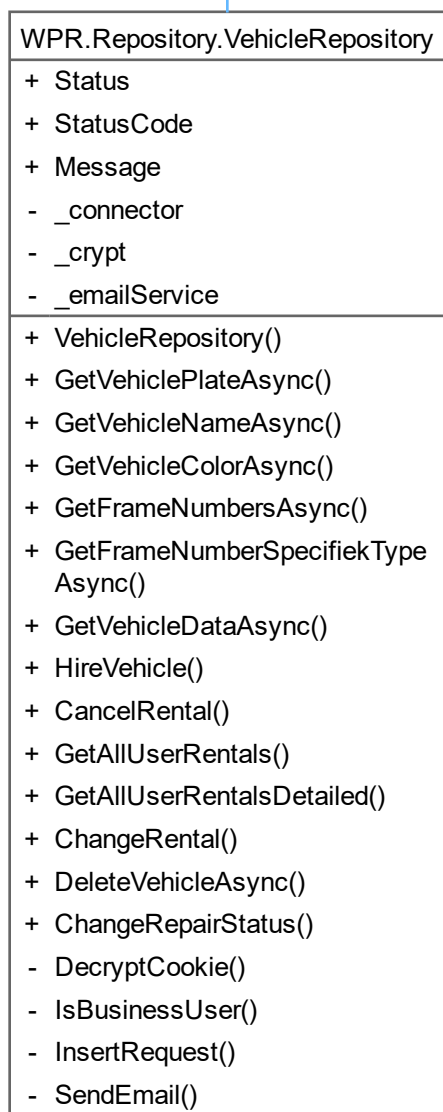 WPR.Repository.VehicleRepository
+ Status
+ StatusCode
+ Message
- _connector
- _crypt
- _emailService
+ VehicleRepository()
+ GetVehiclePlateAsync()
+ GetVehicleNameAsync()
+ GetVehicleColorAsync()
+ GetFrameNumbersAsync()
+ GetFrameNumberSpecifiekType
Async()
+ GetVehicleDataAsync()
+ HireVehicle()
+ CancelRental()
+ GetAllUserRentals()
+ GetAllUserRentalsDetailed()
+ ChangeRental()
+ DeleteVehicleAsync()
+ ChangeRepairStatus()
- DecryptCookie()
- IsBusinessUser()
- InsertRequest()
- SendEmail()